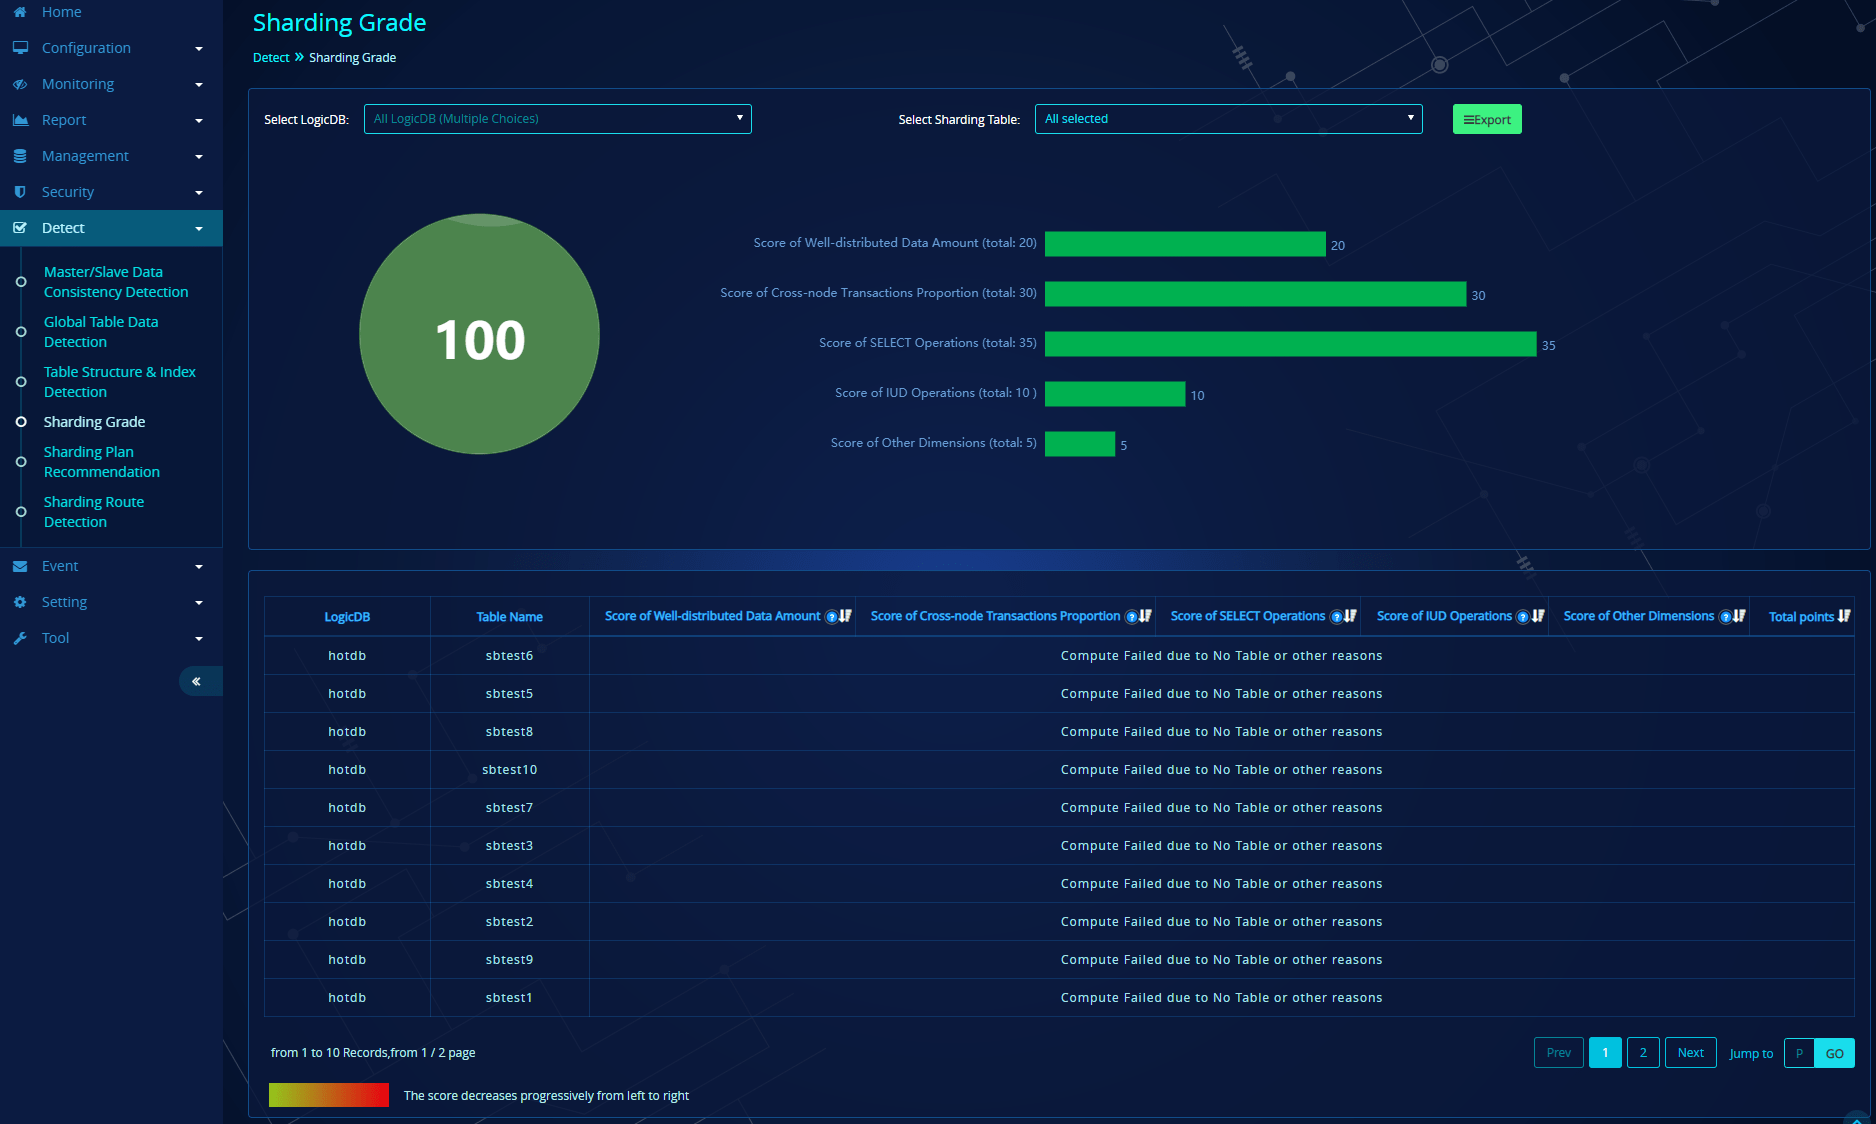 Home
Configuration
Monitoring
Report
Management
Security
Detect
Master/Slave Data
Consistency Detection
Global Table Data
Detection
Table Structure & Index
Detection
Sharding Grade
Sharding Plan
Recommendation
Sharding Route
Detection
Event
Setting
Tool
«
Sharding Grade
Detect » Sharding Grade
Select LogicDB: All LogicDB (Multiple Choices) Select Sharding Table: All selected Export
100
Score of Well-distributed Data Amount (total: 20) 20
Score of Cross-node Transactions Proportion (total: 30) 30
Score of SELECT Operations (total: 35) 35
Score of IUD Operations (total: 10 ) 10
Score of Other Dimensions (total: 5) 5
LogicDB Table Name Score of Well-distributed Data Amount ? Score of Cross-node Transactions Proportion ? Score of SELECT Operations ? Score of IUD Operations ? Score of Other Dimensions ? Total points
hotdb sbtest6 Compute Failed due to No Table or other reasons
hotdb sbtest5 Compute Failed due to No Table or other reasons
hotdb sbtest8 Compute Failed due to No Table or other reasons
hotdb sbtest10 Compute Failed due to No Table or other reasons
hotdb sbtest7 Compute Failed due to No Table or other reasons
hotdb sbtest3 Compute Failed due to No Table or other reasons
hotdb sbtest4 Compute Failed due to No Table or other reasons
hotdb sbtest2 Compute Failed due to No Table or other reasons
hotdb sbtest9 Compute Failed due to No Table or other reasons
hotdb sbtest1 Compute Failed due to No Table or other reasons
from 1 to 10 Records,from 1 / 2 page Prev 1 2 Next Jump to P GO
The score decreases progressively from left to right